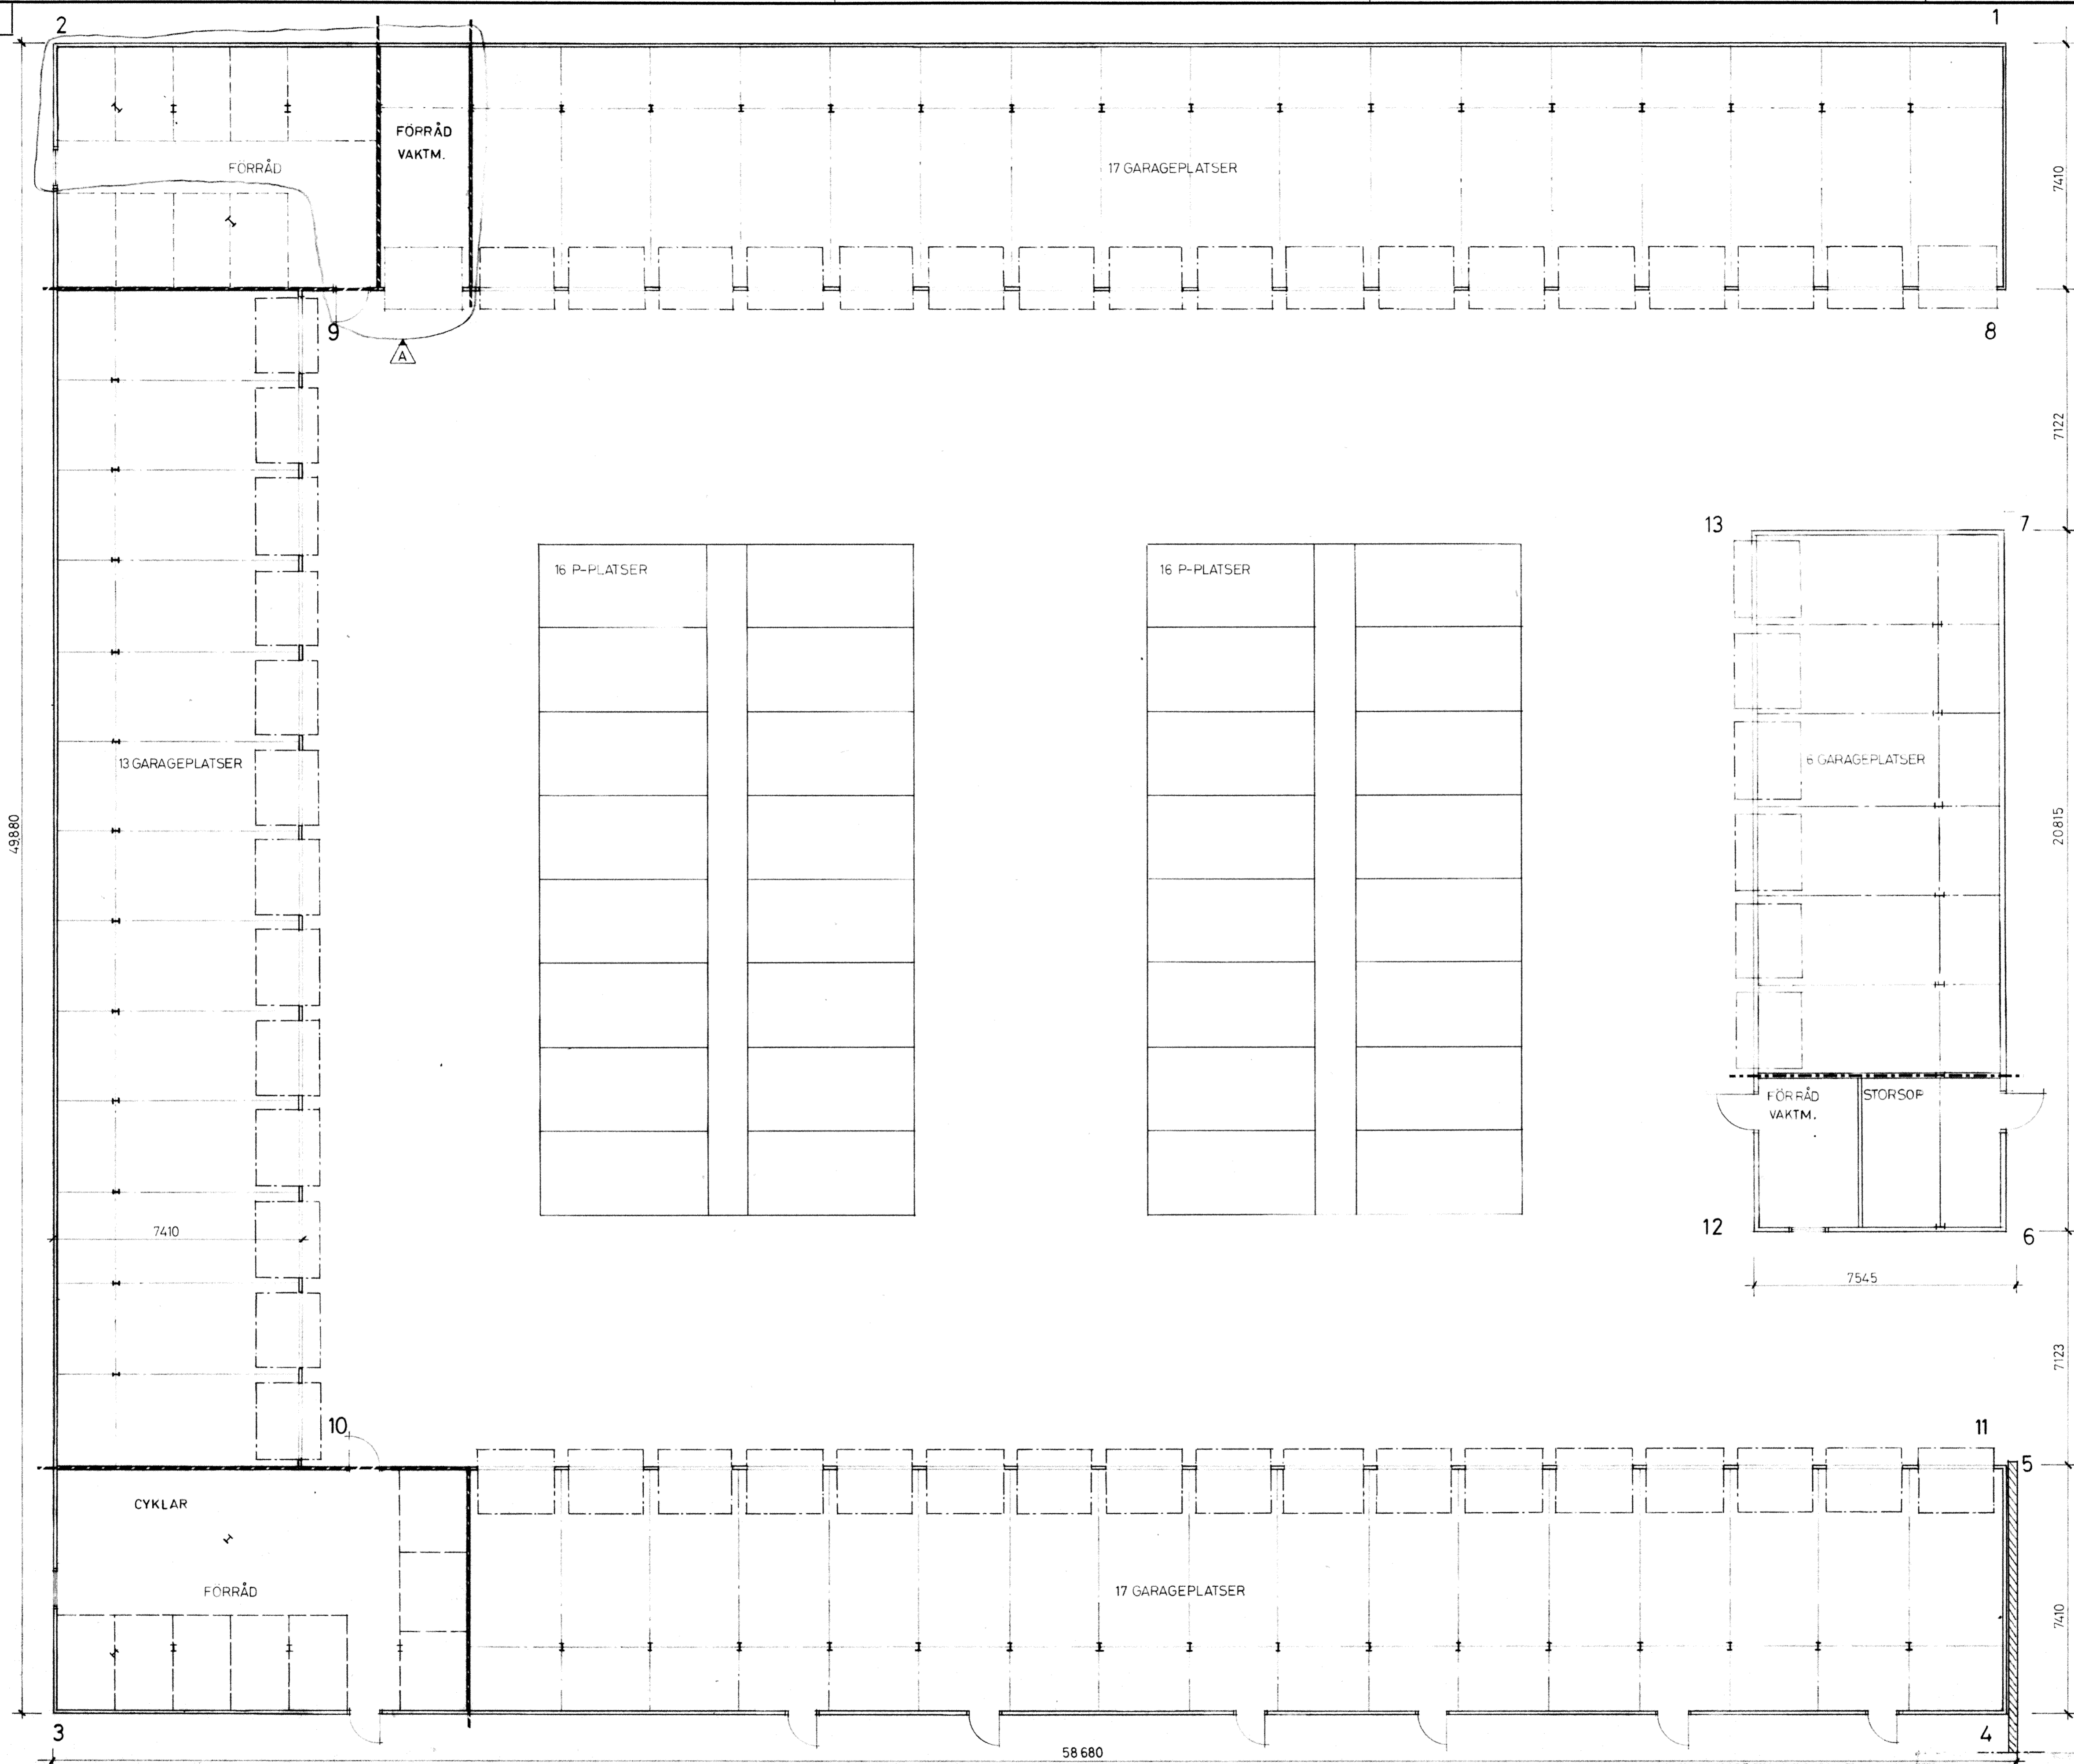 2
1
FÖRRÅD
VAKTM.
FÖRRÅD
17 GARAGEPLATSER
7410
9
8
A
7122
13
7
16 P-PLATSER
16 P-PLATSER
13 GARAGEPLATSER
6 GARAGEPLATSER
49880
20815
FÖRRÅD
VAKTM.
STORSOP
7410
12
6
7545
7123
10
11
5
CYKLAR
FÖRRÅD
17 GARAGEPLATSER
7410
3
4
58 680